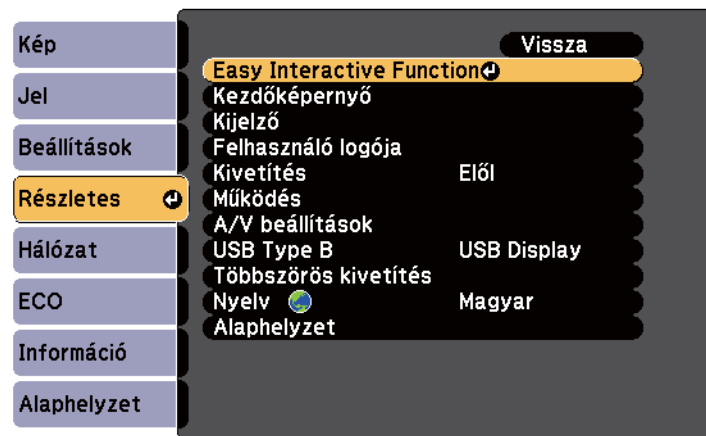 Kép
Jel
Beállítások
Részletes
Hálózat
ECO
Információ
Alaphelyzet
Vissza
Easy Interactive Function
Kezdőképernyő
Kijelző
Felhasználó logója
Kivetítés Elől
Működés
A/V beállítások
USB Type B USB Display
Többszörös kivetítés
Nyelv Magyar
Alaphelyzet